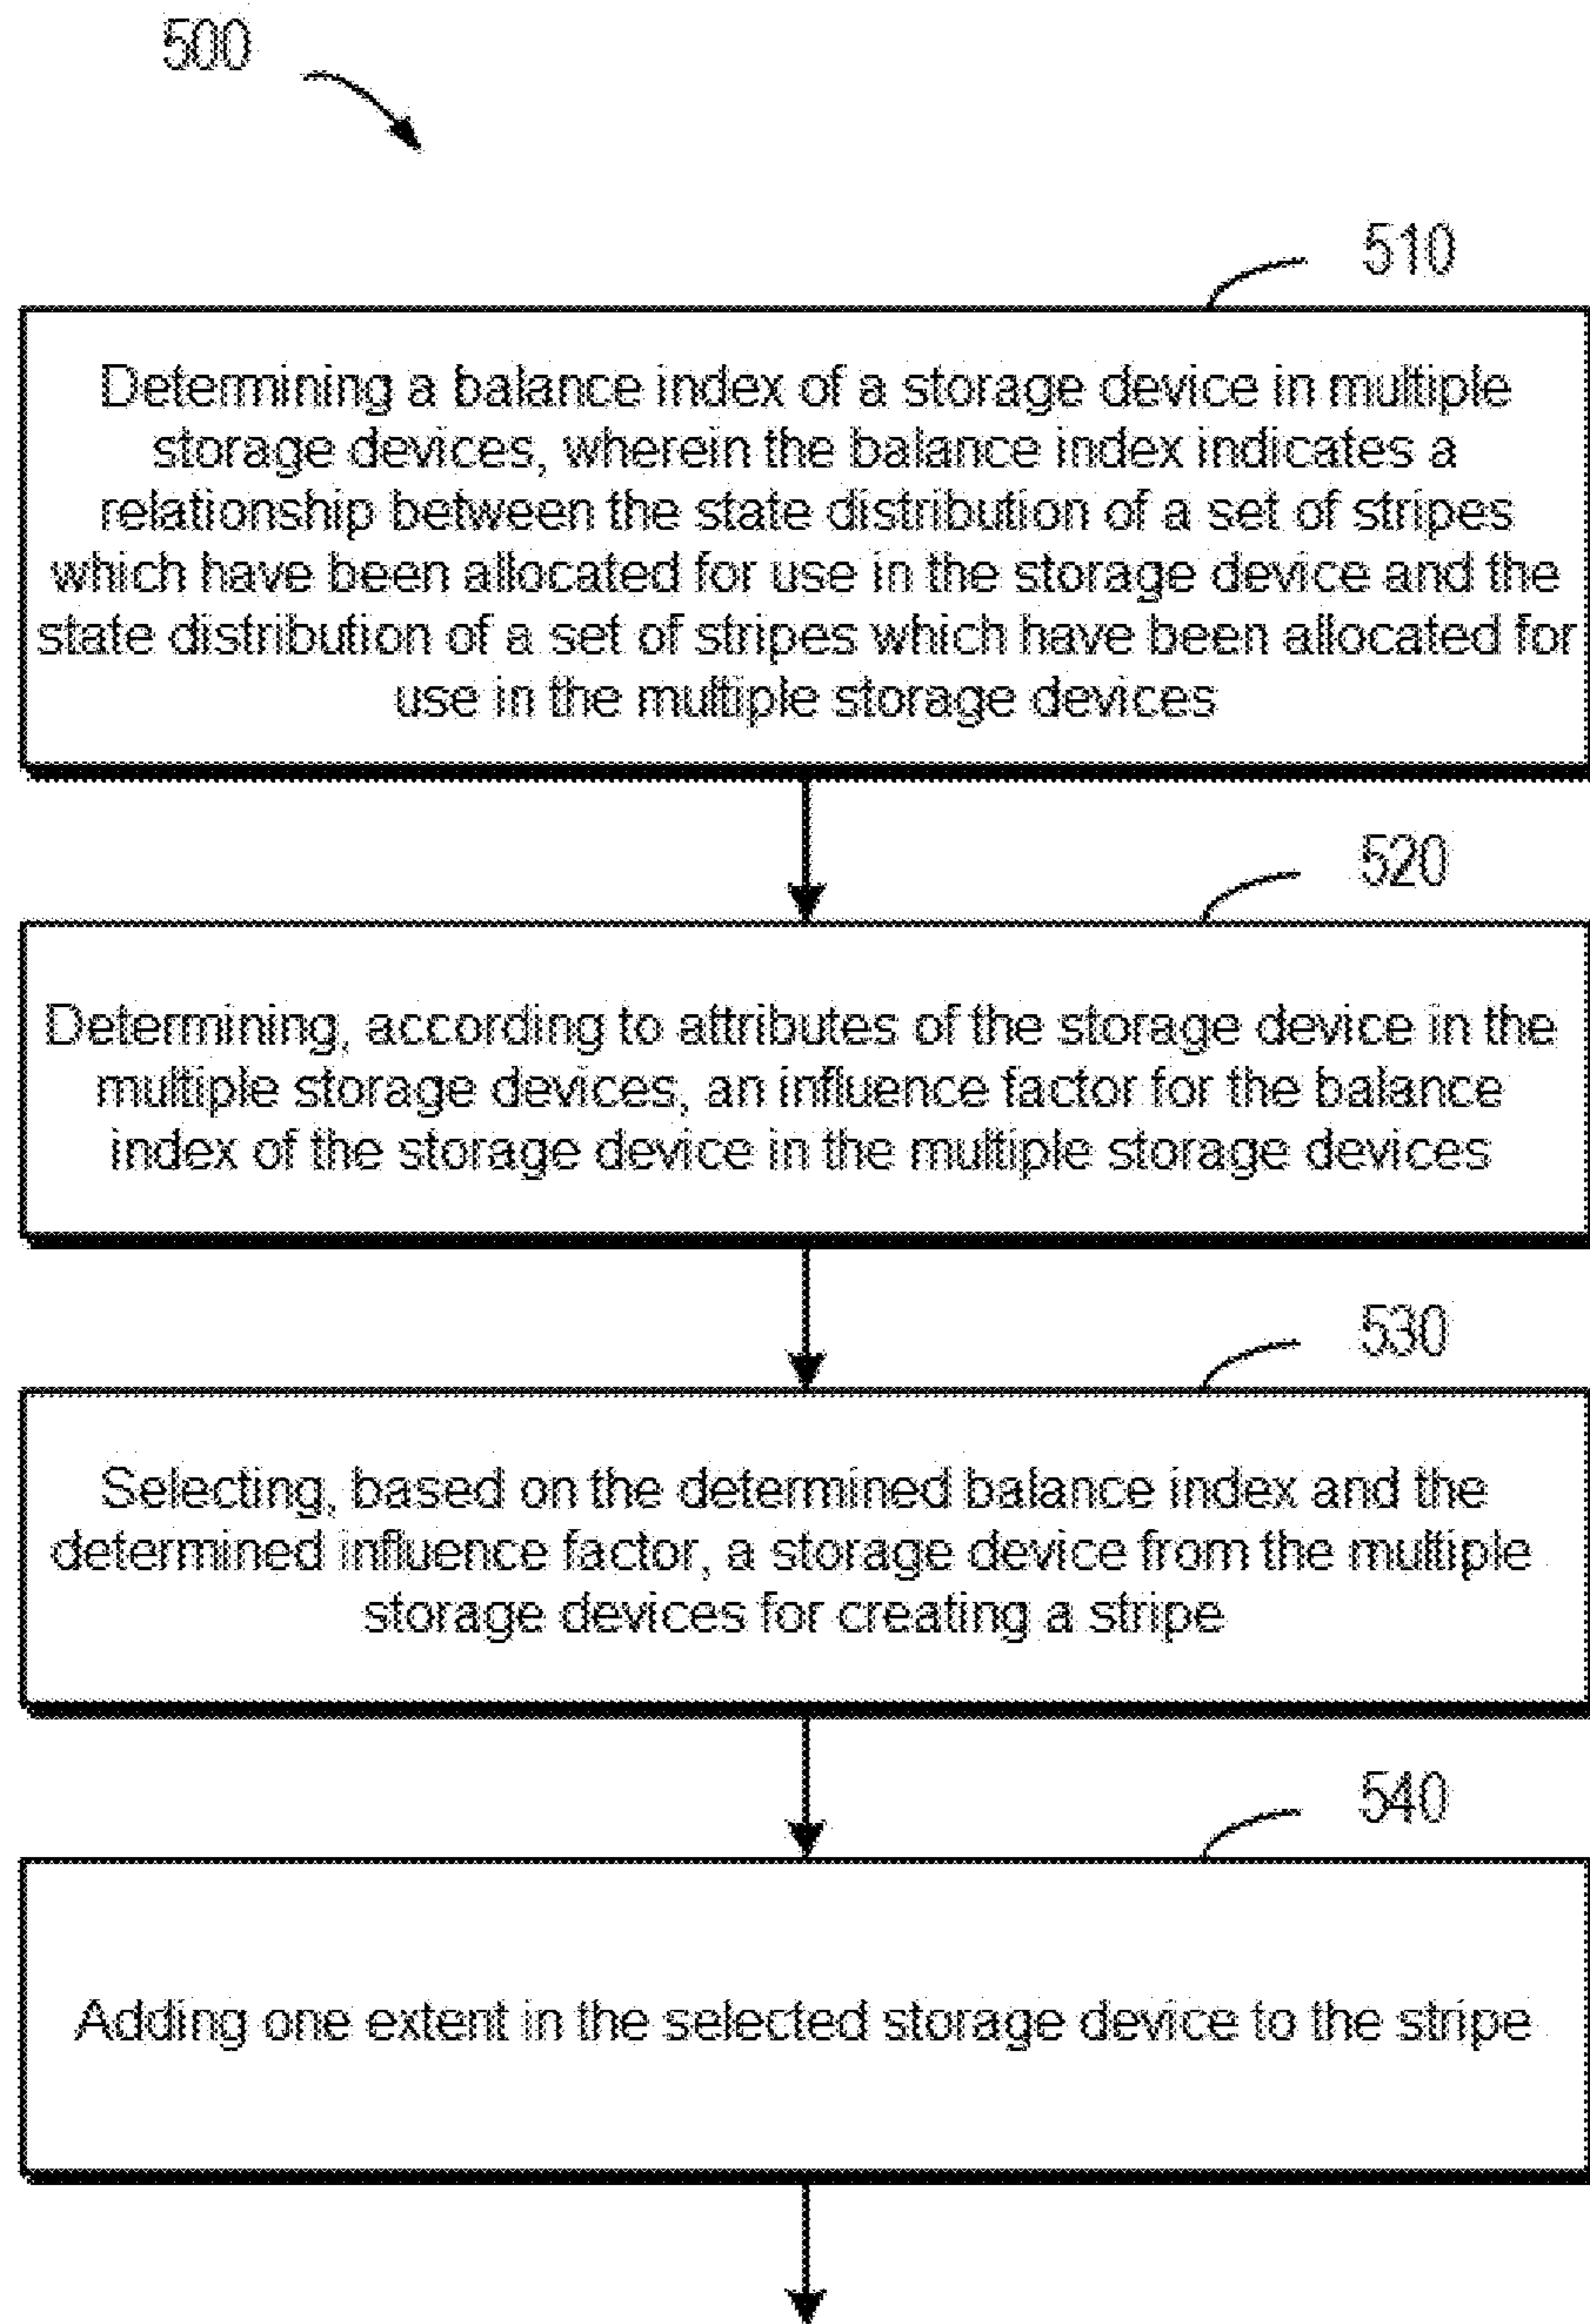 500
510
Determining a balance index of a storage device in multiple
storage devices, wherein the balance index indicates a
relationship between the state distribution of a set of stripes
which have been allocated for use in the storage device and the
state distribution of a set of stripes which have been allocated for
use in the multiple storage devices
520
Determining, according to attributes of the storage device in the
multiple storage devices, an influence factor for the balance
index of the storage device in the multiple storage devices
530
Selecting, based on the determined balance index and the
determined influence factor, a storage device from the multiple
storage devices for creating a stripe
540
Adding one extent in the selected storage device to the stripe